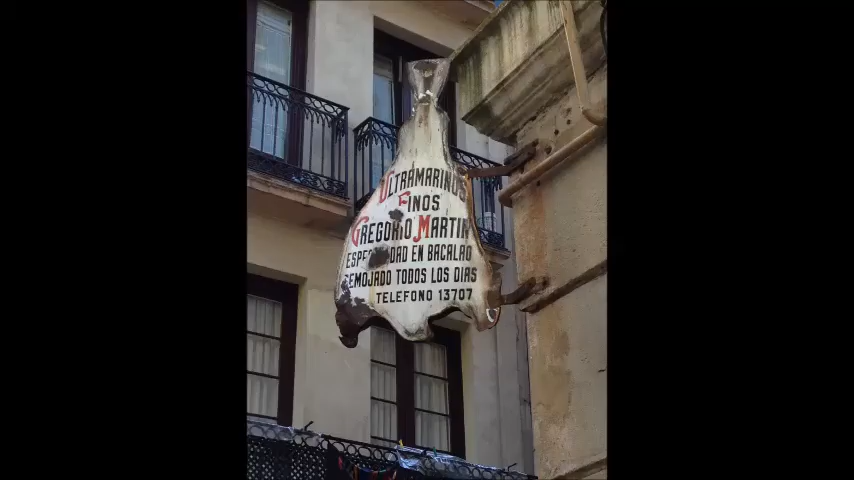 ULTRAMARINOS
FINOS
GREGORIO MARTIN
ESPECIALIDAD EN BACALAO
REMOJADO TODOS LOS DIAS
TELEFONO 13707